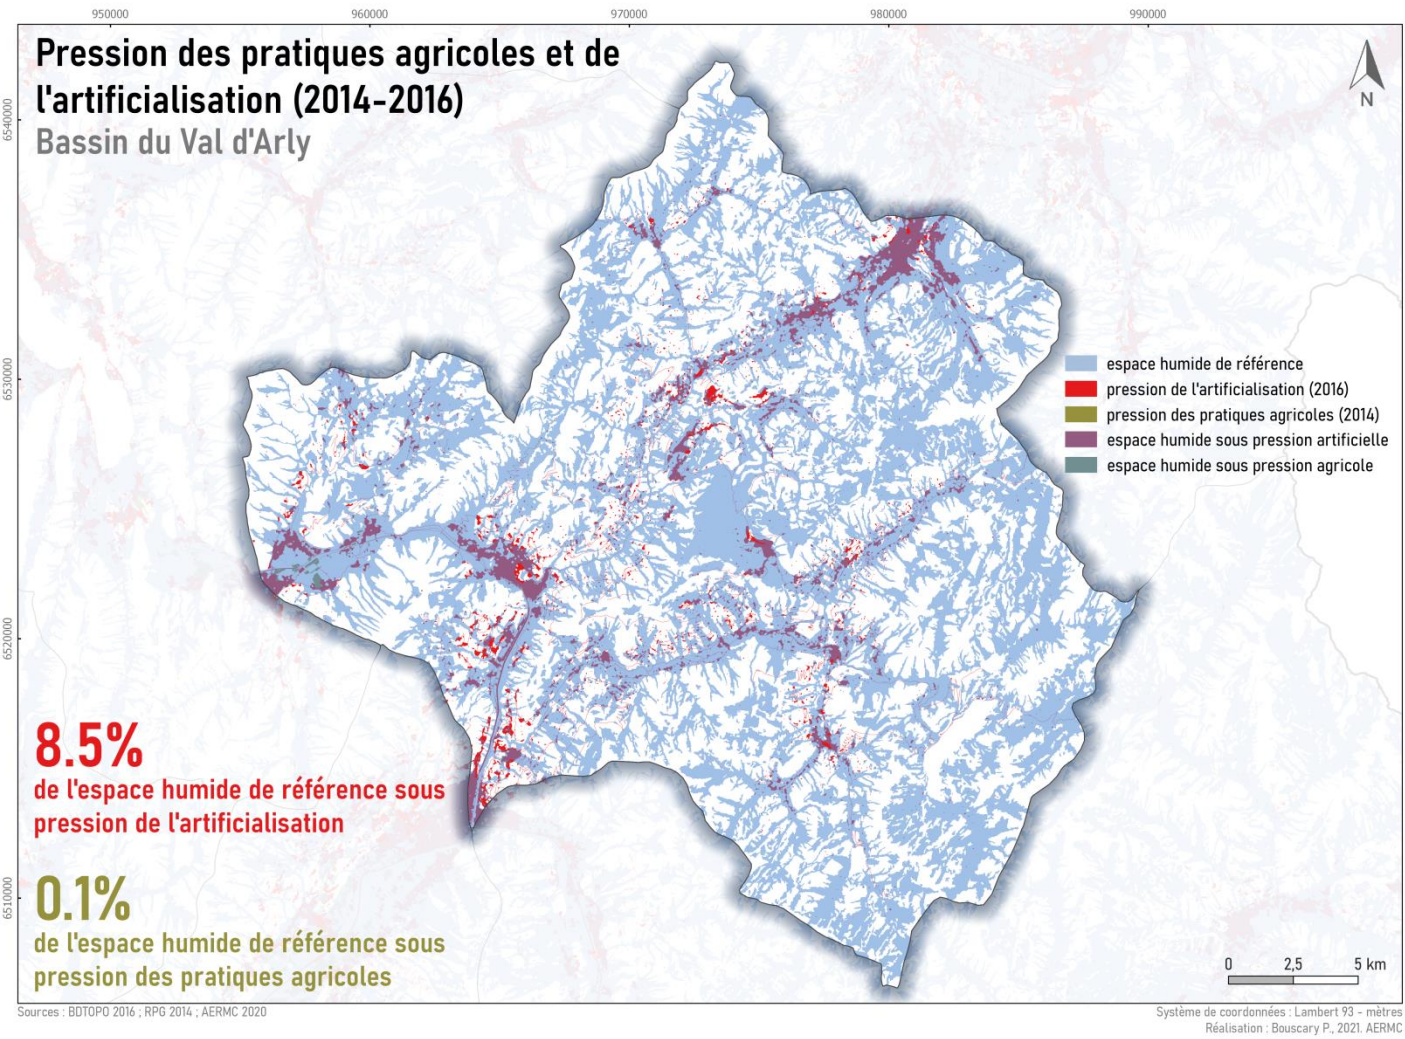 950000 960000 970000 980000 990000
Pression des pratiques agricoles et de
l'artificialisation (2014-2016)
Bassin du Val d'Arly
N
6540000
6530000
6520000
6510000
espace humide de référence
pression de l'artificialisation (2016)
pression des pratiques agricoles (2014)
espace humide sous pression artificielle
espace humide sous pression agricole
8.5%
de l'espace humide de référence sous
pression de l'artificialisation
0.1%
de l'espace humide de référence sous
pression des pratiques agricoles
0 2,5 5 km
Sources : BDTOPO 2016 ; RPG 2014 ; AERMC 2020
Système de coordonnées : Lambert 93 - mètres
Réalisation : Bouscary P., 2021. AERMC